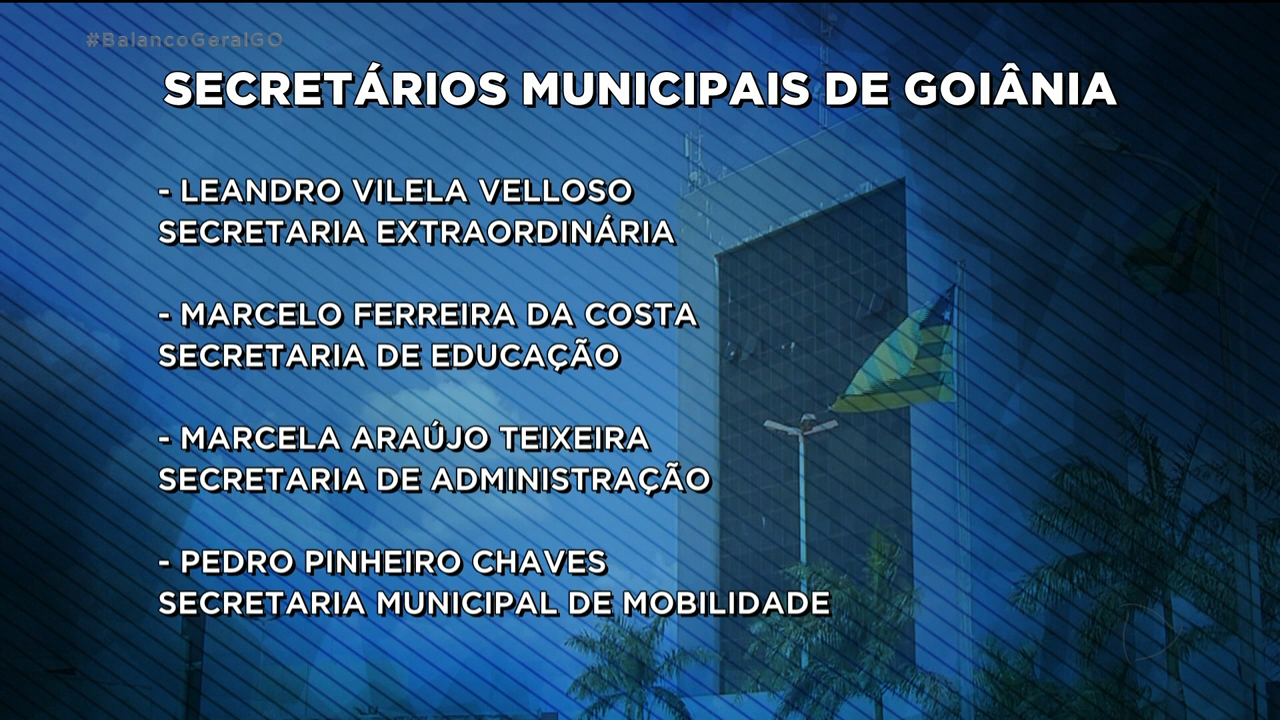 #BalancoGeralGO
SECRETÁRIOS MUNICIPAIS DE GOIÂNIA
- LEANDRO VILELA VELLOSO
SECRETARIA EXTRAORDINÁRIA
- MARCELO FERREIRA DA COSTA
SECRETARIA DE EDUCAÇÃO
- MARCELA ARAÚJO TEIXEIRA
SECRETARIA DE ADMINISTRAÇÃO
- PEDRO PINHEIRO CHAVES
SECRETARIA MUNICIPAL DE MOBILIDADE